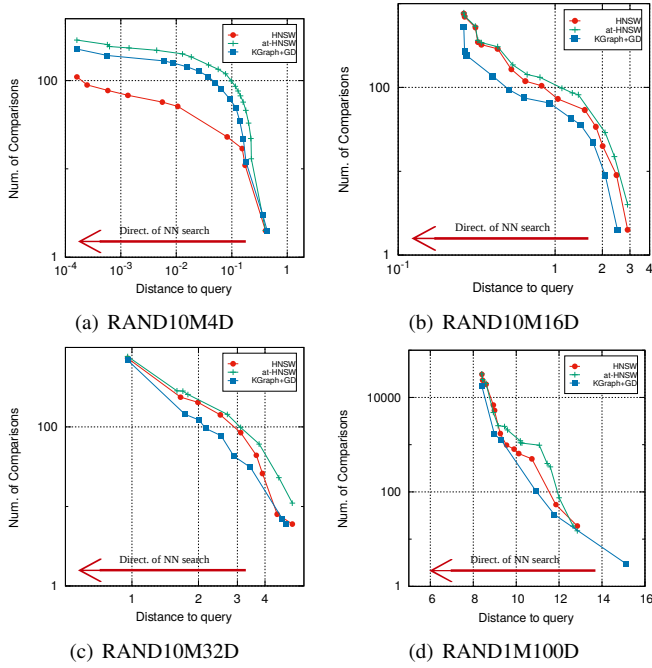 HNSW
at-HNSW
KGraph+GD
Num. of Comparisons
100
1
Direct. of NN search
10^-4 10^-3 10^-2 10^-1 1
Distance to query
(a) RAND10M4D
HNSW
at-HNSW
KGraph+GD
Num. of Comparisons
100
1
Direct. of NN search
10^-1 1 2 3 4
Distance to query
(b) RAND10M16D
HNSW
at-HNSW
KGraph+GD
Num. of Comparisons
100
1
Direct. of NN search
1 2 3 4
Distance to query
(c) RAND10M32D
HNSW
at-HNSW
KGraph+GD
Num. of Comparisons
10000
100
1
Direct. of NN search
6 8 10 12 14 16
Distance to query
(d) RAND1M100D